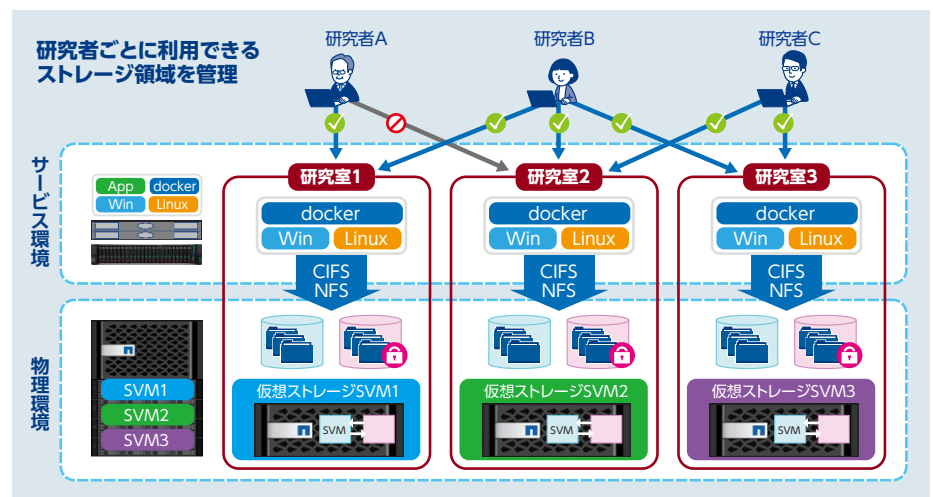 研究者ごとに利用できる
ストレージ領域を管理
研究者A
研究者B
研究者C
サービス環境
App
docker
Win
Linux
研究室1
docker
Win
Linux
CIFS
NFS
研究室2
docker
Win
Linux
CIFS
NFS
研究室3
docker
Win
Linux
CIFS
NFS
物理環境
SVM1
SVM2
SVM3
仮想ストレージSVM1
SVM
仮想ストレージSVM2
SVM
仮想ストレージSVM3
SVM